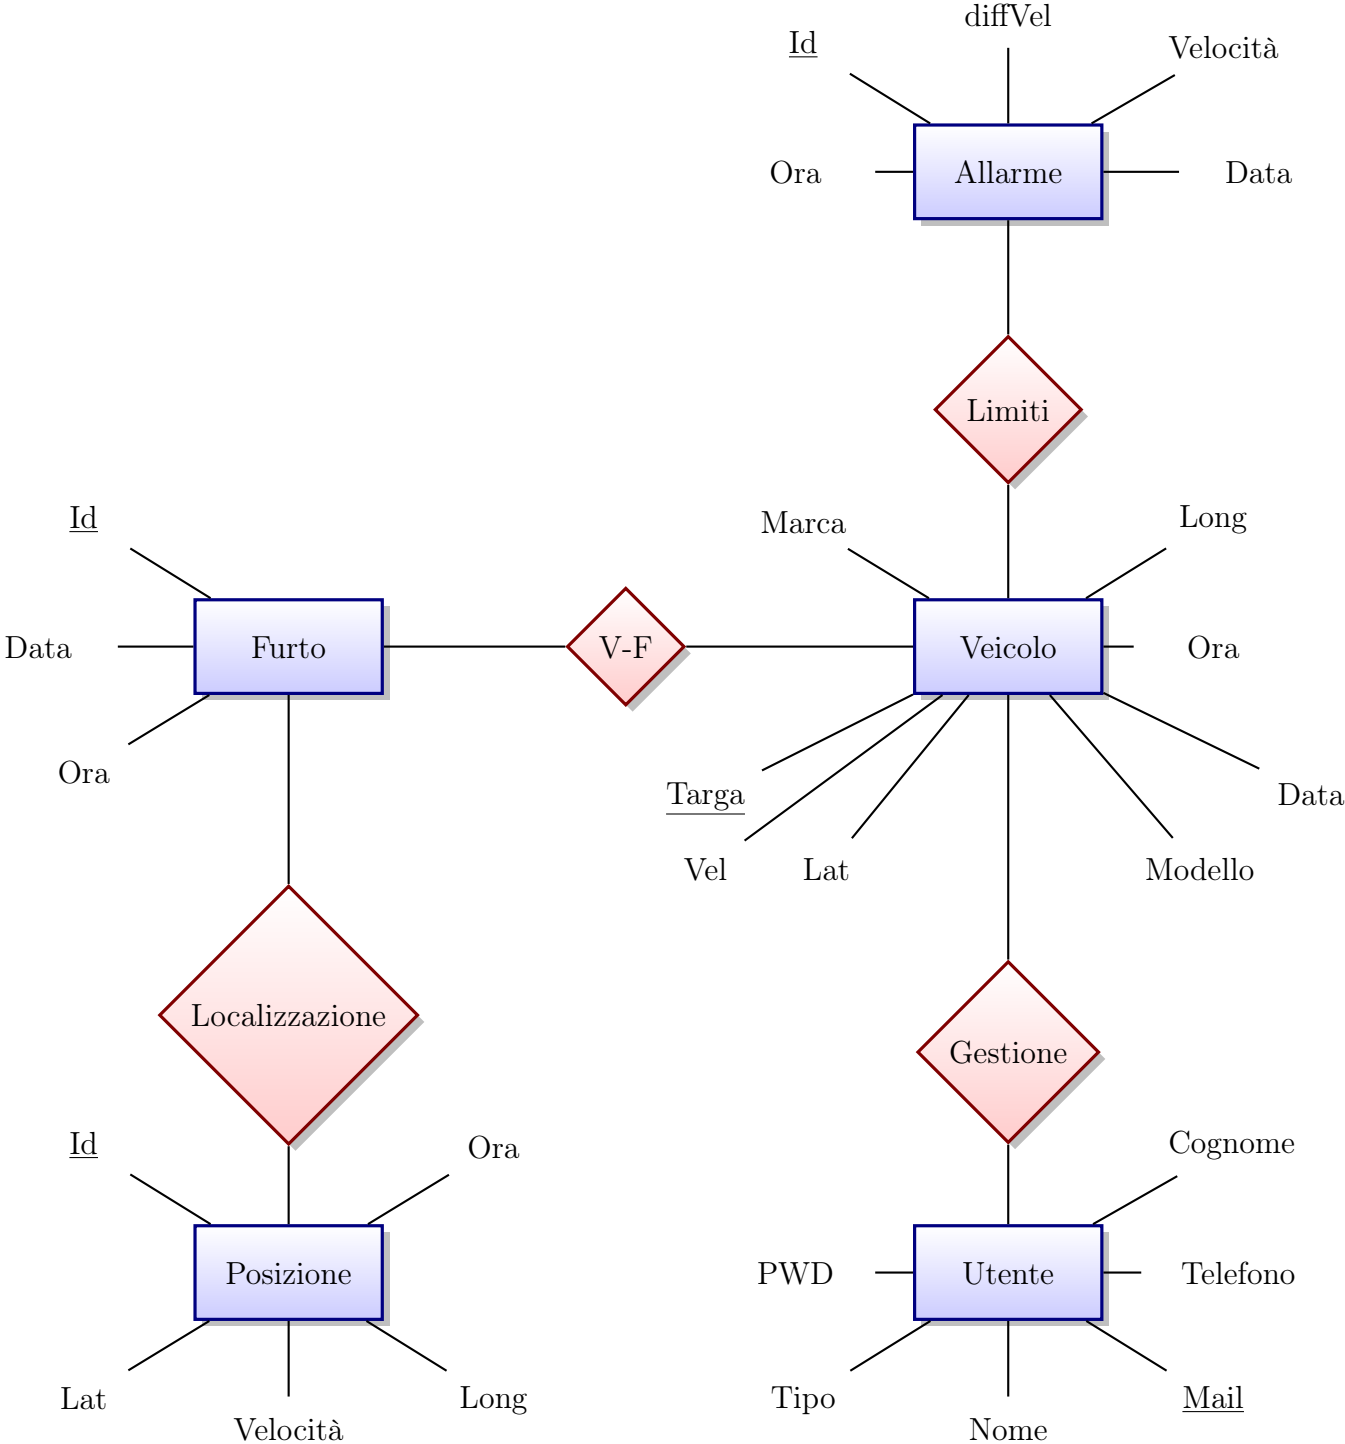 diffVel
Id
Velocità
Ora
Allarme
Data
Limiti
Id
Marca
Long
Data
Furto
V-F
Veicolo
Ora
Ora
Targa
Data
Vel
Lat
Modello
Localizzazione
Gestione
Id
Ora
Cognome
Posizione
PWD
Utente
Telefono
Lat
Long
Tipo
Mail
Velocità
Nome